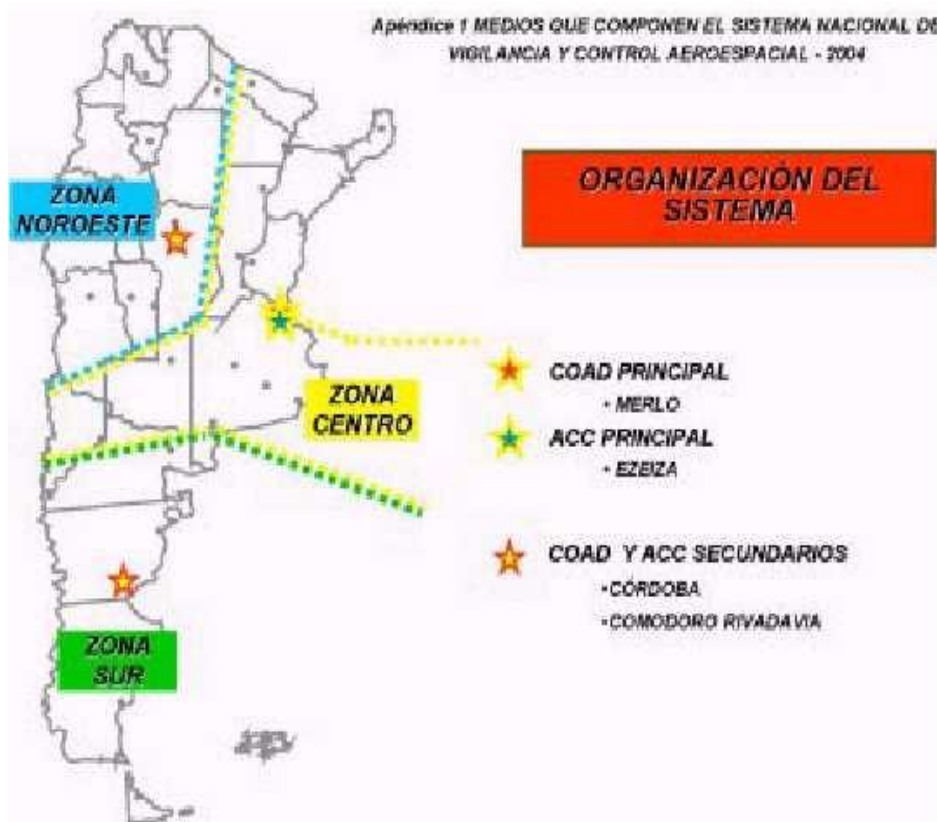 Apéndice 1 MEDIOS QUE COMPONEN EL SISTEMA NACIONAL DE
VIGILANCIA Y CONTROL AEROESPACIAL - 2004
ORGANIZACIÓN DEL
SISTEMA
ZONA
NOROESTE
ZONA
CENTRO
COAD PRINCIPAL
• MERLO
ACC PRINCIPAL
• EZEIZA
COAD Y ACC SECUNDARIOS
•CÓRDOBA
•COMODORO RIVADAVIA
ZONA
SUR